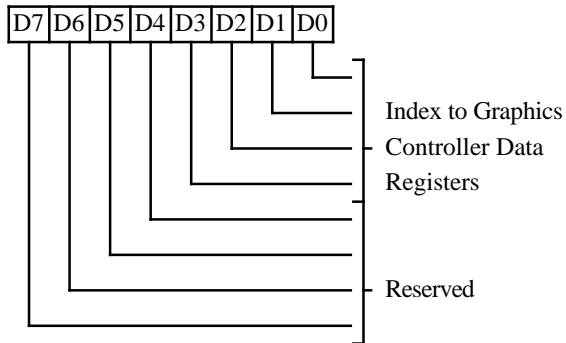 D7 D6 D5 D4 D3 D2 D1 D0
Index to Graphics
Controller Data
Registers
Reserved